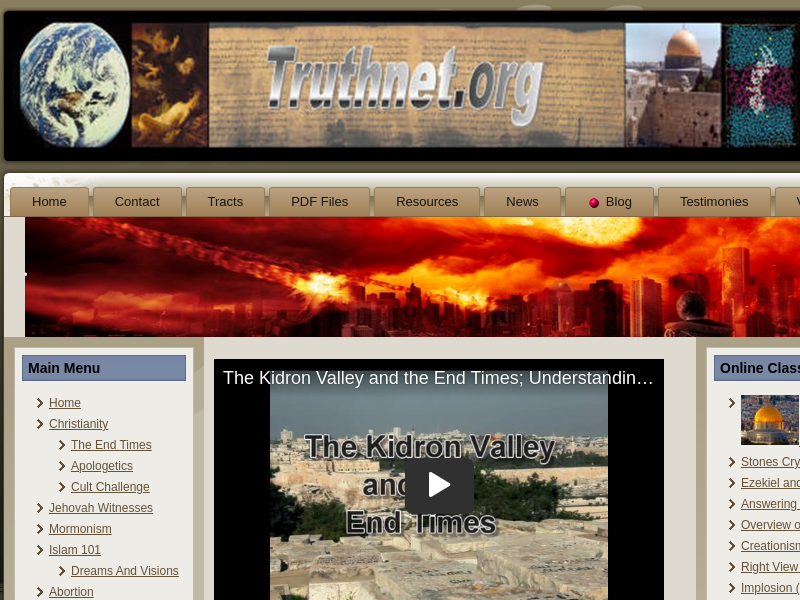 Truthnet.org
Home
Contact
Tracts
PDF Files
Resources
News
Blog
Testimonies
Main Menu
Home
Christianity
The End Times
Apologetics
Cult Challenge
Jehovah Witnesses
Mormonism
Islam 101
Dreams And Visions
Abortion
The Kidron Valley and the End Times; Understandin…
The Kidron Valley
and
End Times
Online Class
Stones Cry
Ezekiel and
Answering
Overview o
Creationism
Right View
Implosion (